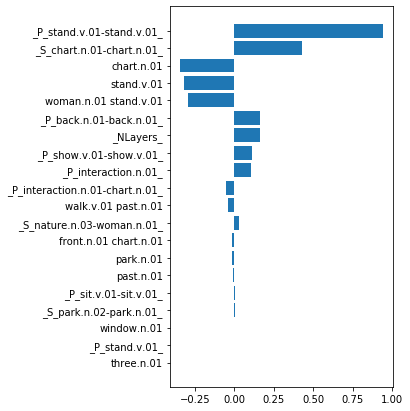 _P_stand.v.01-stand.v.01_
_S_chart.n.01-chart.n.01_
chart.n.01
stand.v.01
woman.n.01 stand.v.01
_P_back.n.01-back.n.01_
_NLayers_
_P_show.v.01-show.v.01_
_P_interaction.n.01_
_P_interaction.n.01-chart.n.01_
walk.v.01 past.n.01
_S_nature.n.03-woman.n.01_
front.n.01 chart.n.01
park.n.01
past.n.01
_P_sit.v.01-sit.v.01_
_S_park.n.02-park.n.01_
window.n.01
_P_stand.v.01_
three.n.01
−0.25 0.00 0.25 0.50 0.75 1.00